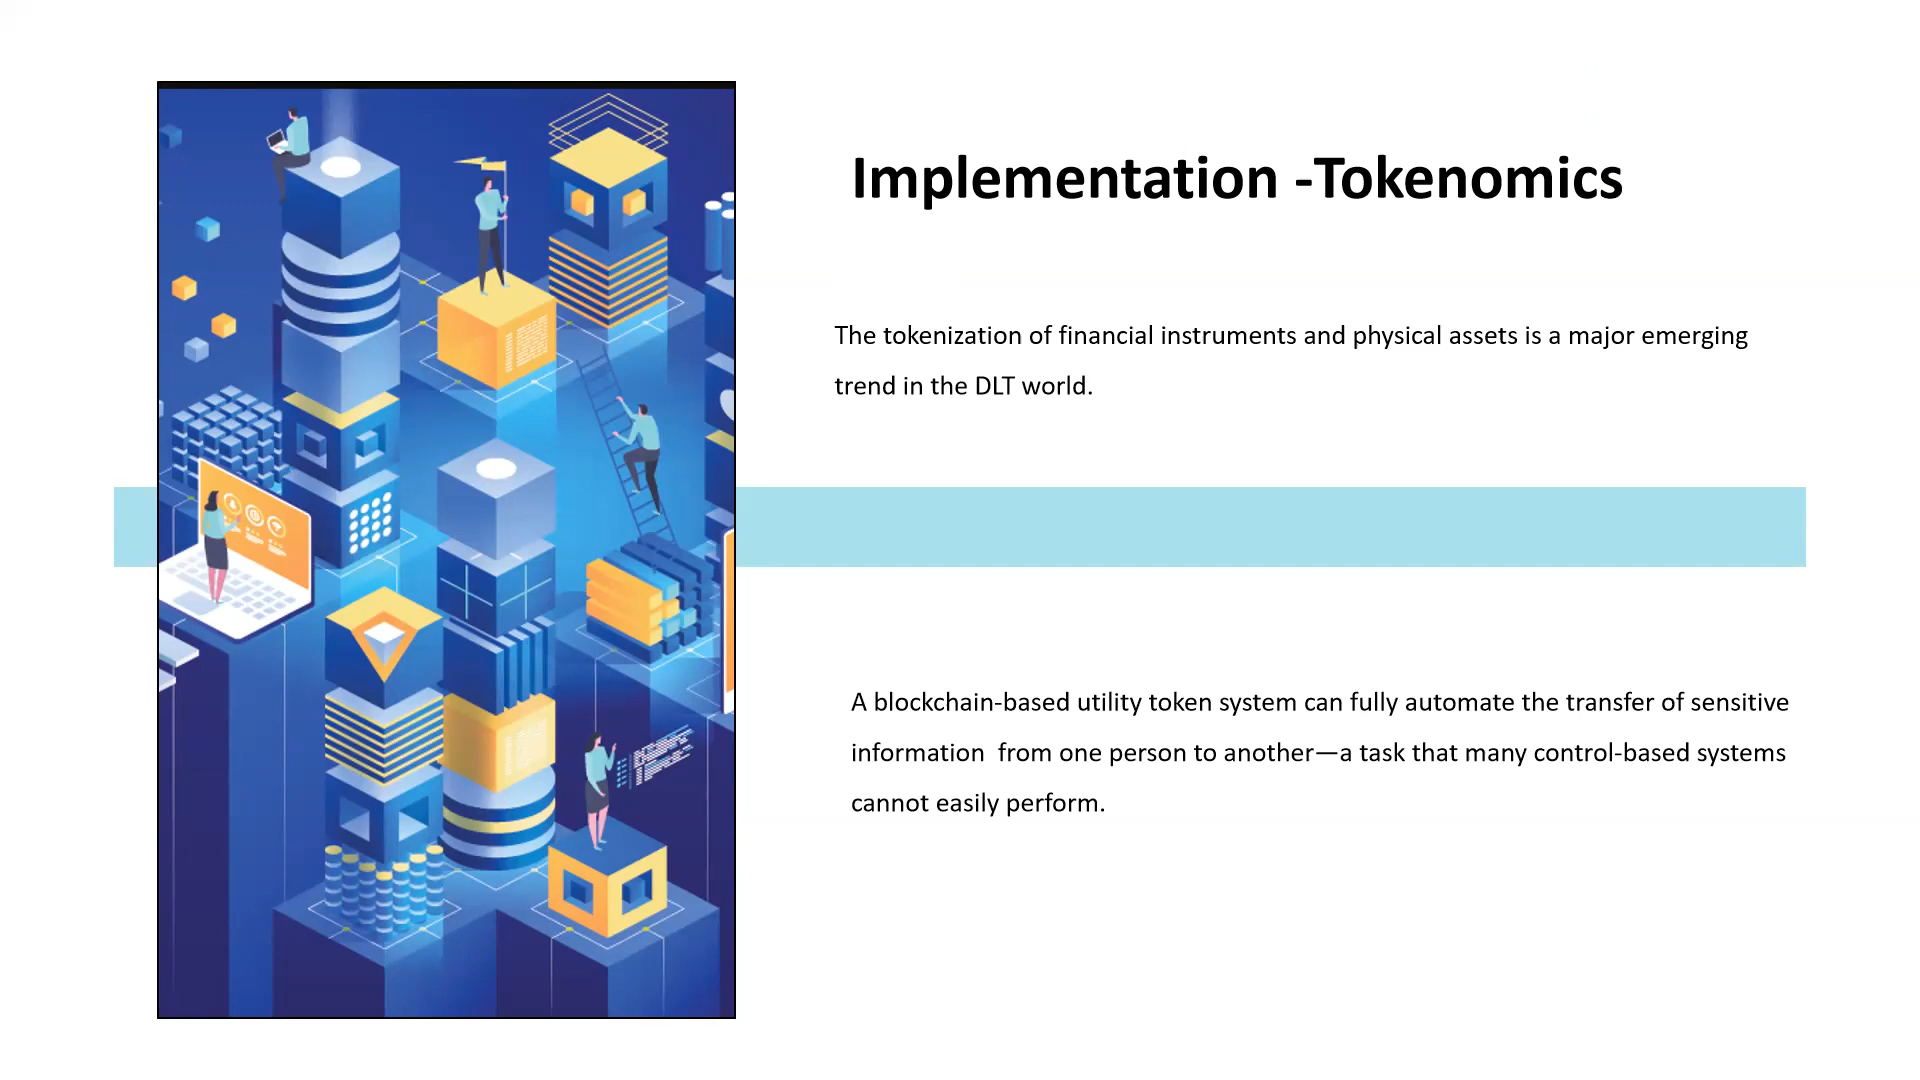 Implementation -Tokenomics
The tokenization of financial instruments and physical assets is a major emerging
trend in the DLT world.
A blockchain-based utility token system can fully automate the transfer of sensitive
information  from one person to another—a task that many control-based systems
cannot easily perform.